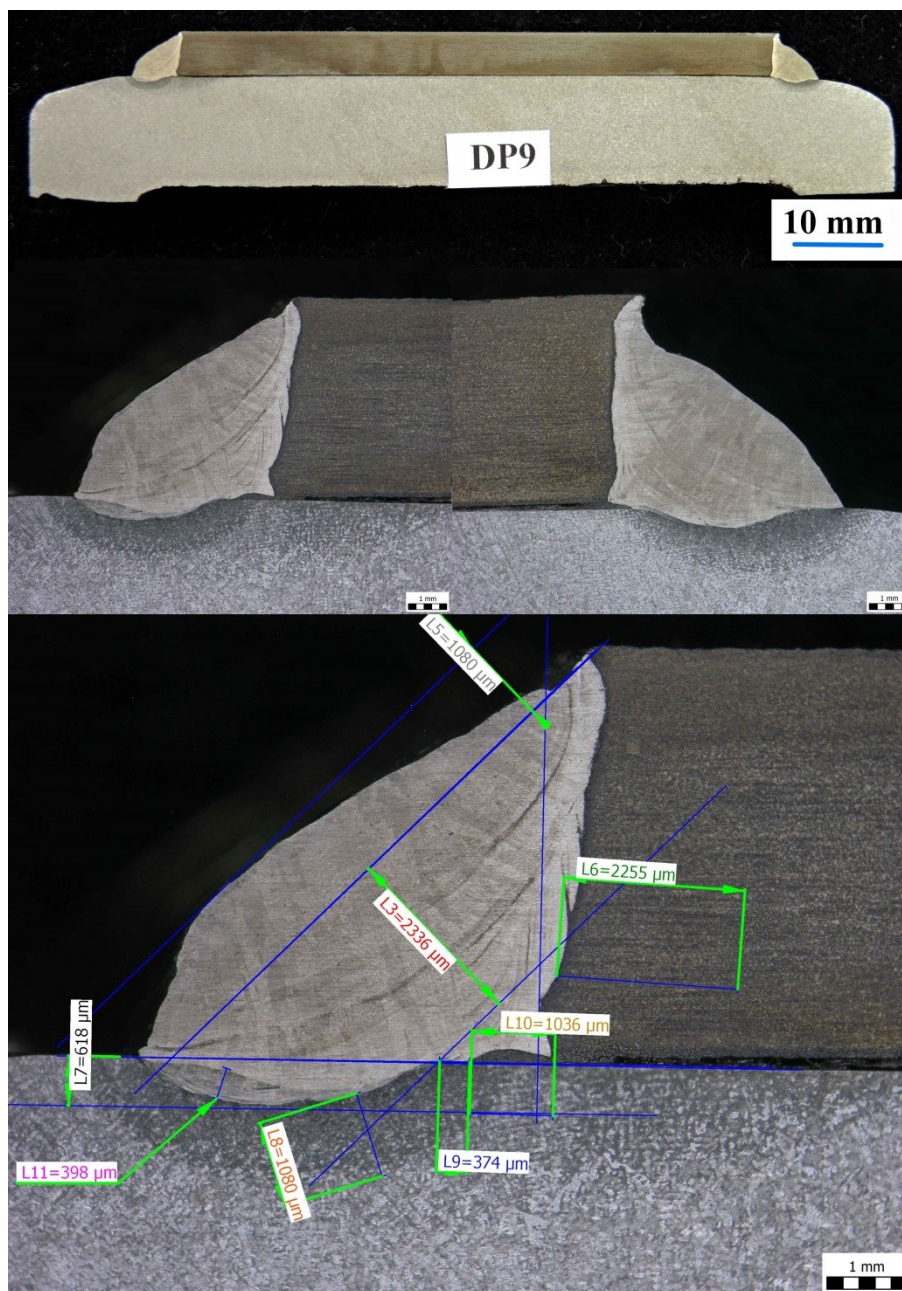 DP9
10 mm
1 mm
1 mm
L5=1080 µm
L6=2255 µm
L3=2336 µm
L10=1036 µm
L7=618 µm
L11=398 µm
L8=1080 µm
L9=374 µm
1 mm